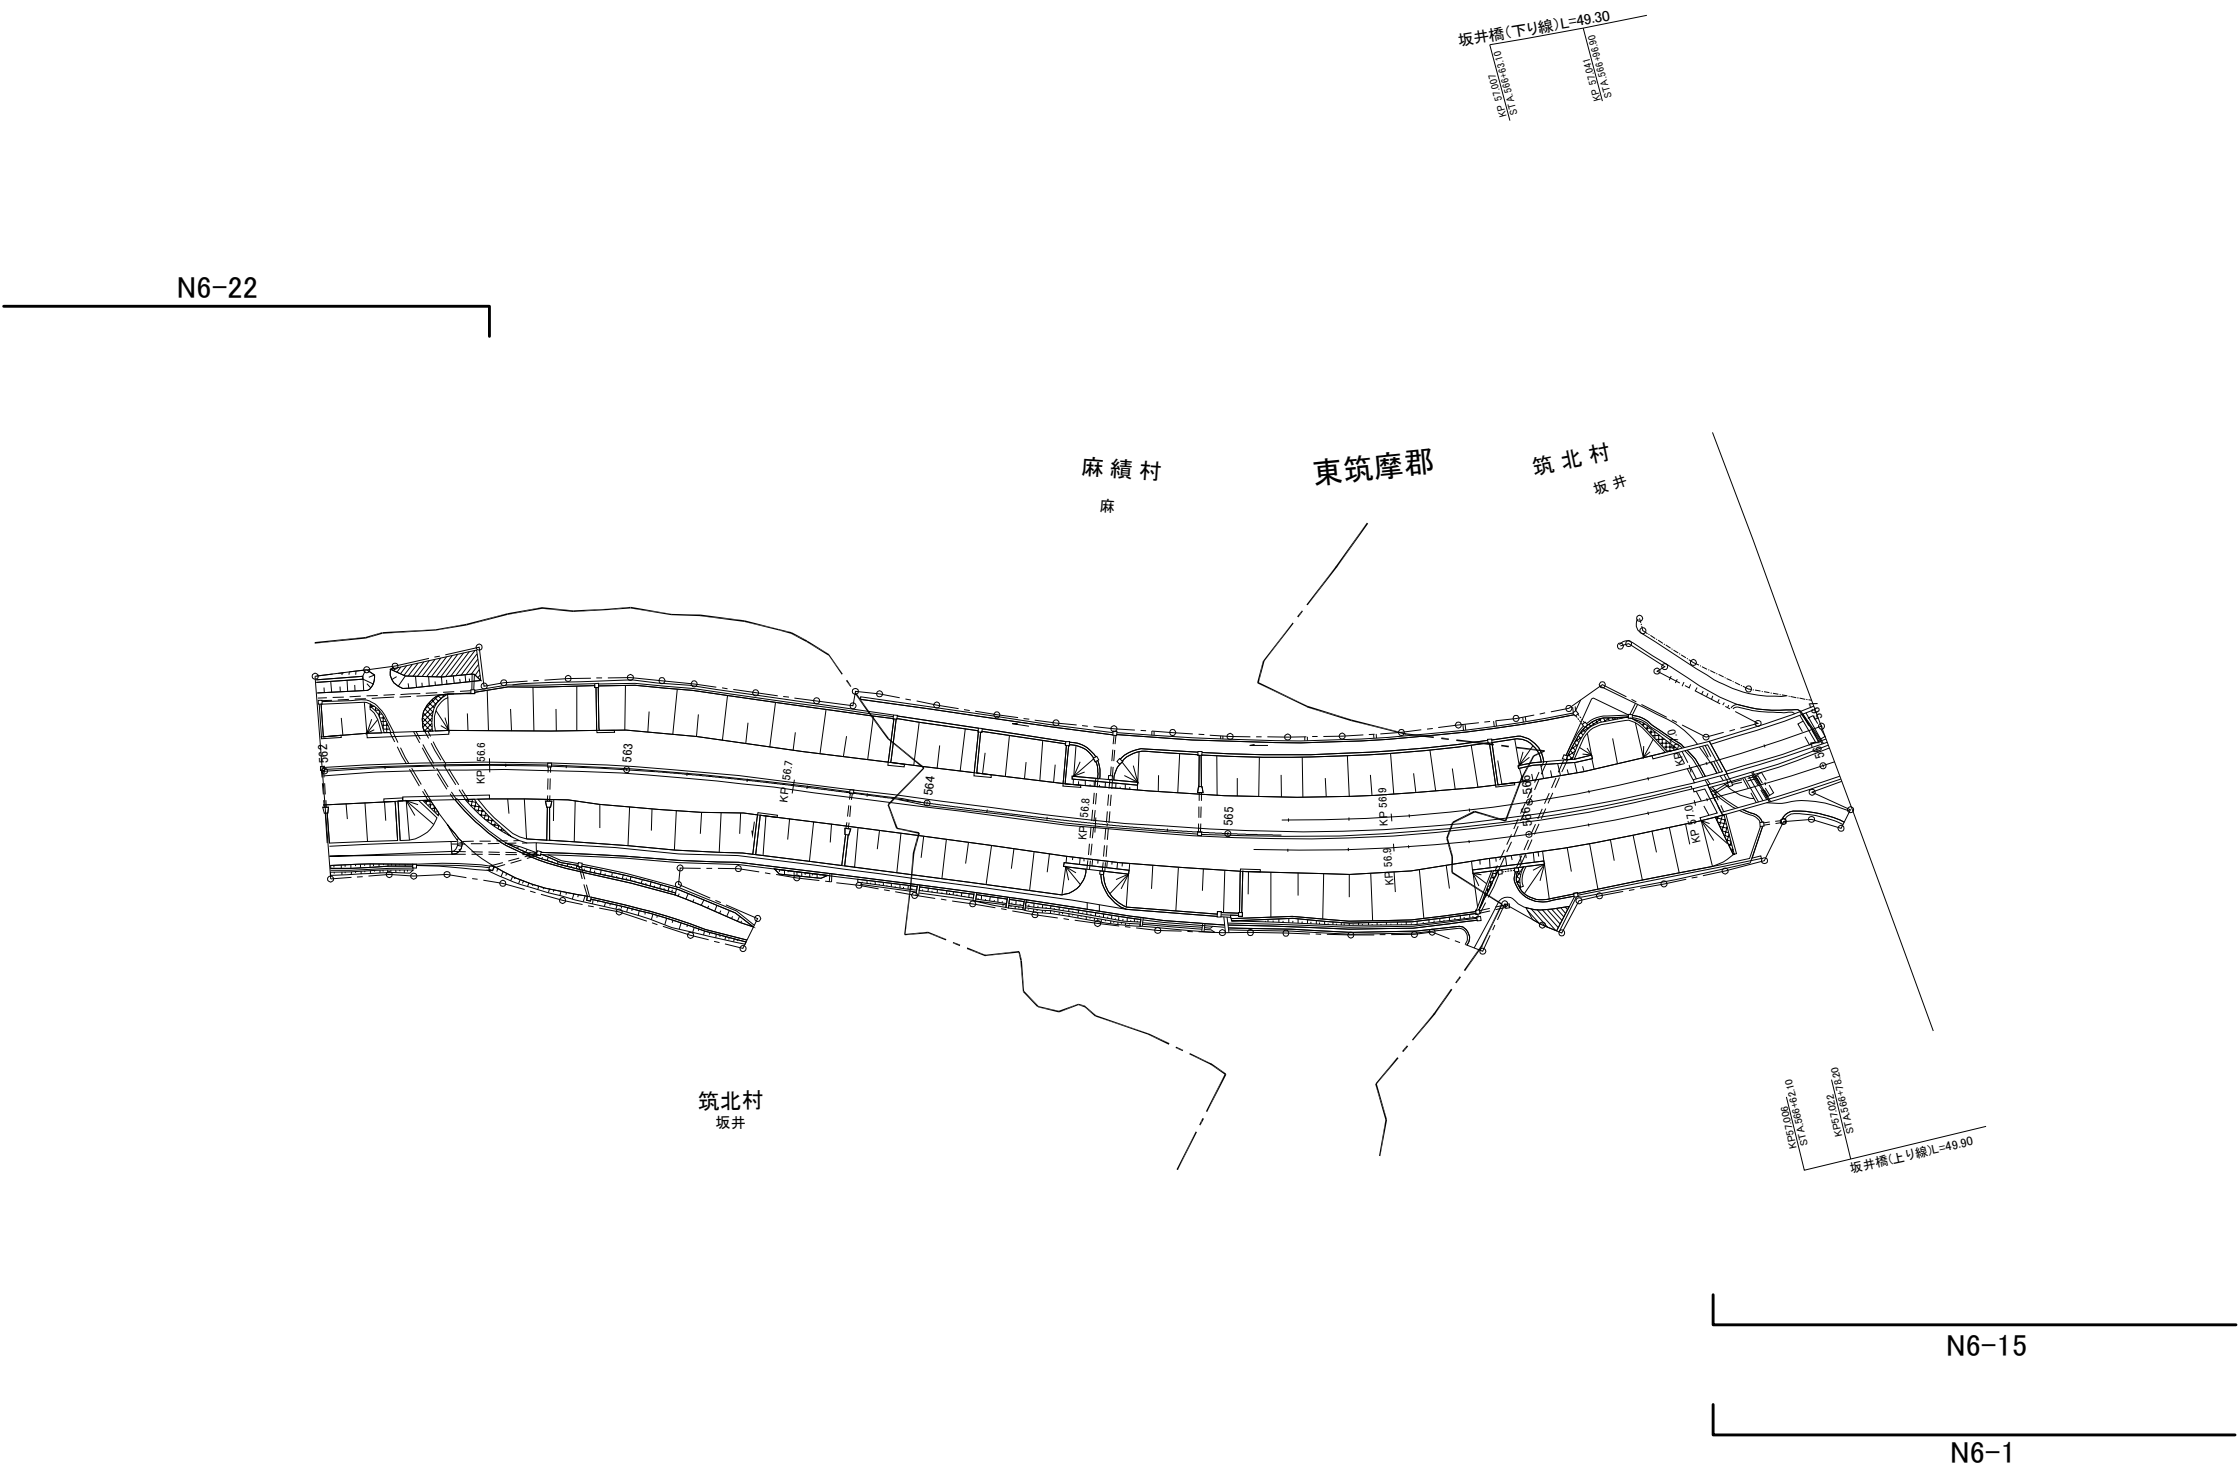 坂井橋(下り線)L=49.30
KP 57.007
STA.566+63.10
KP 57.041
STA.566+96.90
N6-22
麻績村
麻
東筑摩郡
筑北村
坂井
562
KP 56.6
563
KP 56.7
564
KP 56.8
565
KP 56.9
KP 56.9
566
566
KP 57.0
筑北村
坂井
KP57.006
STA.566+62.10
KP57.022
STA.566+78.20
坂井橋(上り線)L=49.90
N6-15
N6-1